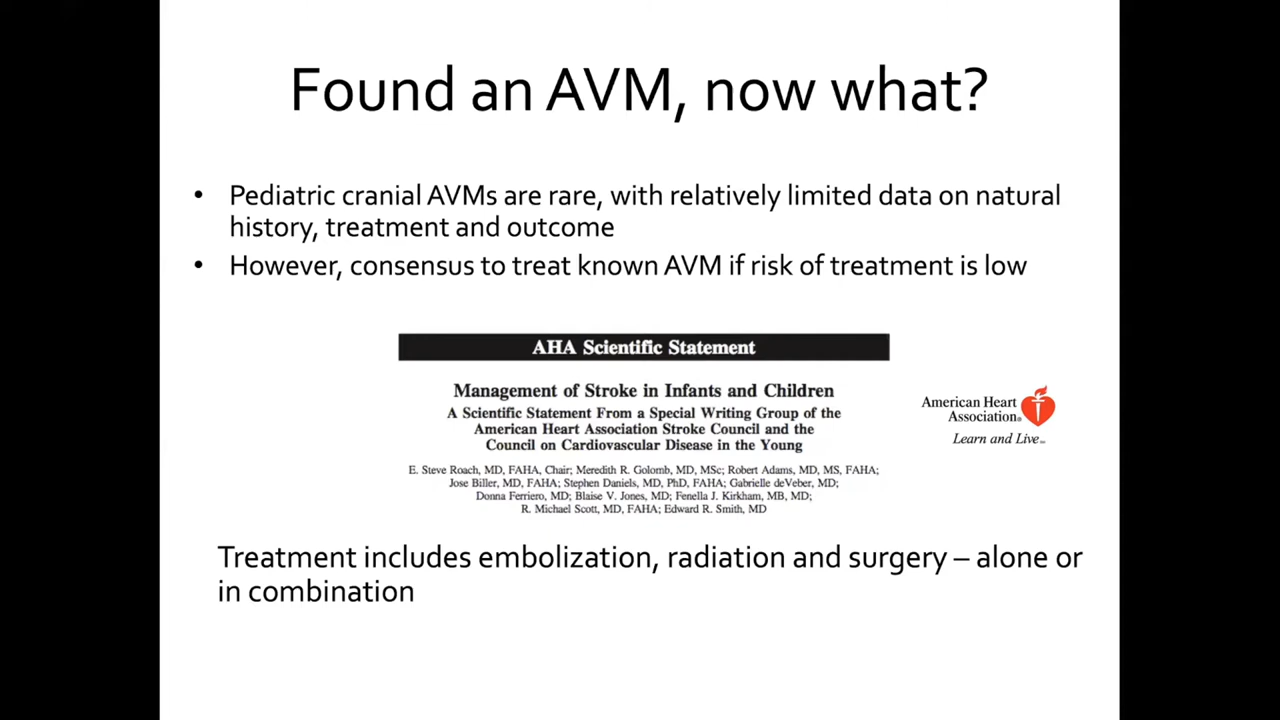 Found an AVM, now what?
• Pediatric cranial AVMs are rare, with relatively limited data on natural
history, treatment and outcome
• However, consensus to treat known AVM if risk of treatment is low
AHA Scientific Statement
Management of Stroke in Infants and Children
A Scientific Statement From a Special Writing Group of the
American Heart Association Stroke Council and the
Council on Cardiovascular Disease in the Young
E. Steve Roach, MD, FAHA, Chair; Meredith R. Golomb, MD, MSc; Robert Adams, MD, MS, FAHA;
Jose Biller, MD, FAHA; Stephen Daniels, MD, PhD, FAHA; Gabrielle deVeber, MD;
Donna Ferriero, MD; Blaise V. Jones, MD; Fenella J. Kirkham, MB, MD;
R. Michael Scott, MD, FAHA; Edward R. Smith, MD
American Heart
Association®
Learn and Live℠
Treatment includes embolization, radiation and surgery – alone or
in combination